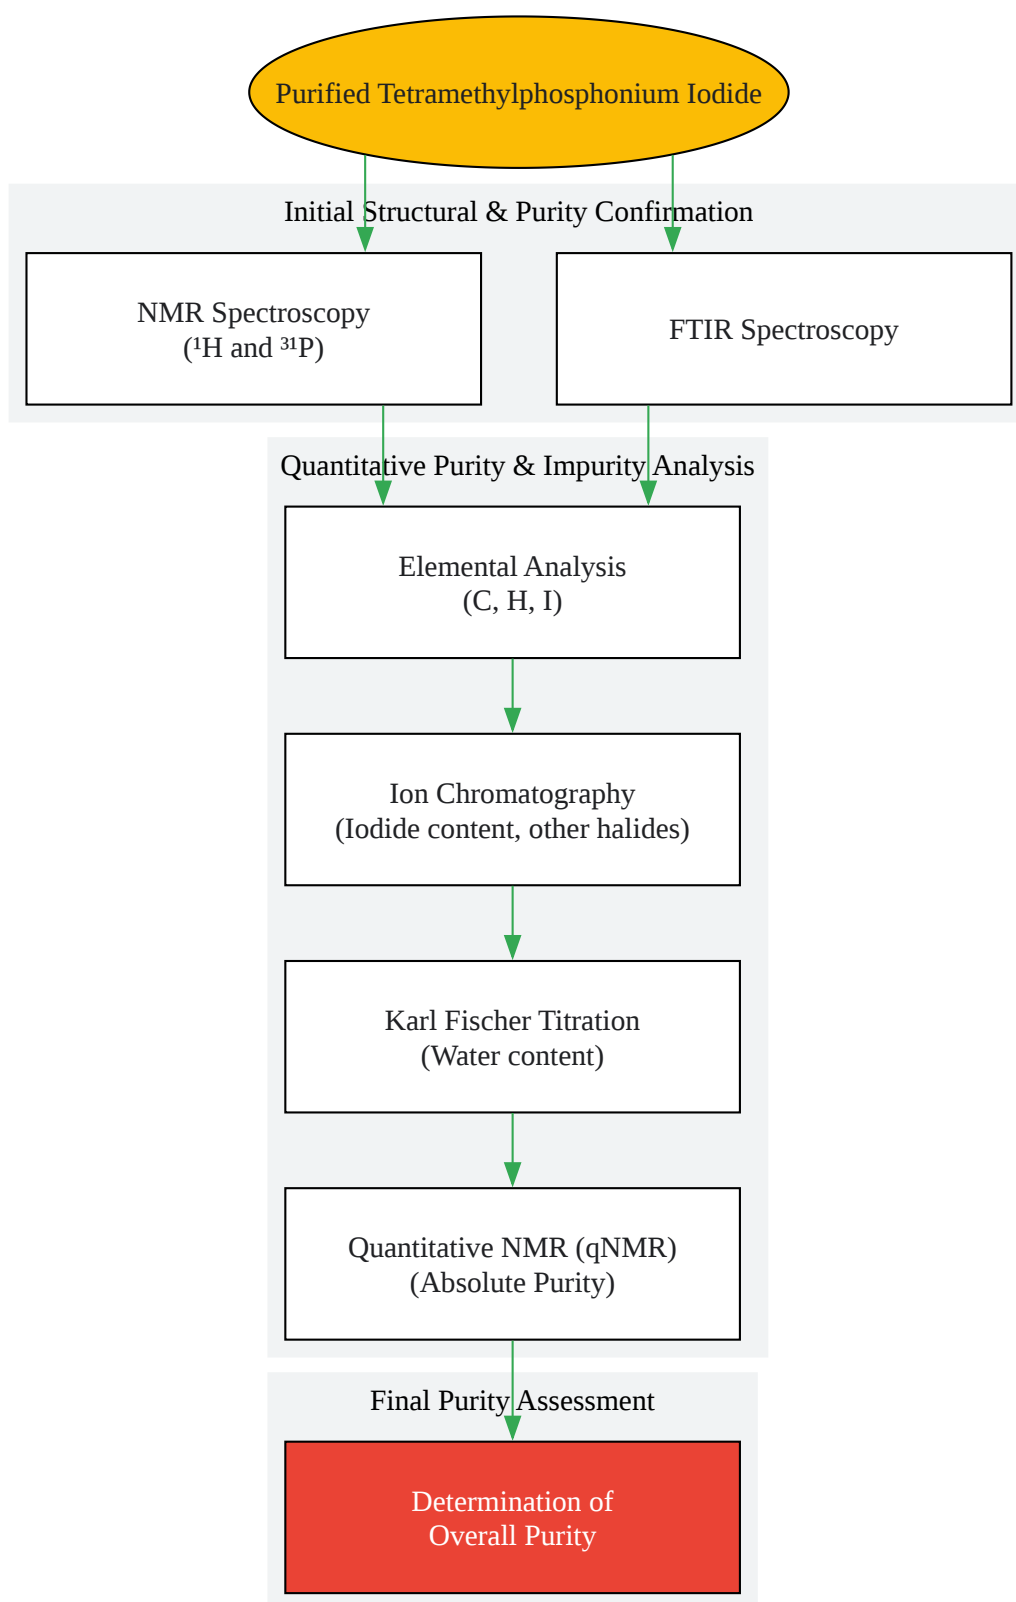 Purified Tetramethylphosphonium Iodide
Initial Structural & Purity Confirmation
NMR Spectroscopy
(¹H and ³¹P)
FTIR Spectroscopy
Quantitative Purity & Impurity Analysis
Elemental Analysis
(C, H, I)
Ion Chromatography
(Iodide content, other halides)
Karl Fischer Titration
(Water content)
Quantitative NMR (qNMR)
(Absolute Purity)
Final Purity Assessment
Determination of
Overall Purity